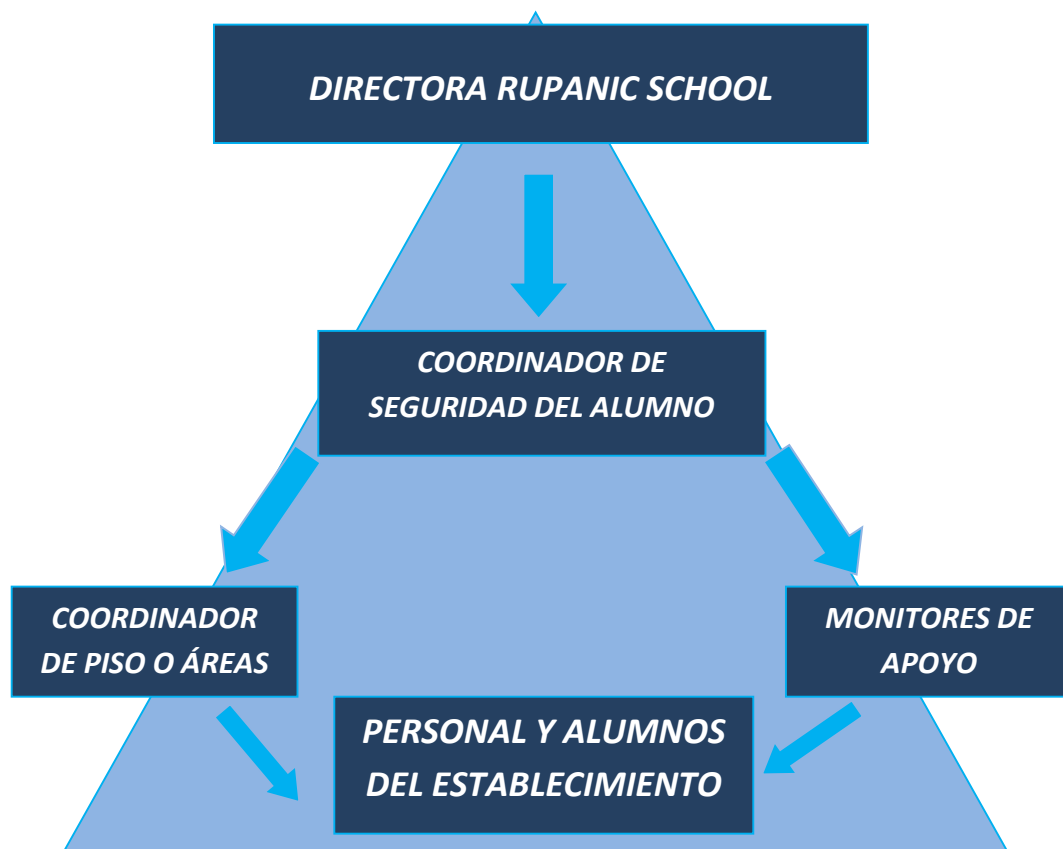 DIRECTORA RUPANIC SCHOOL
COORDINADOR DE
SEGURIDAD DEL ALUMNO
COORDINADOR
DE PISO O ÁREAS
MONITORES DE
APOYO
PERSONAL Y ALUMNOS
DEL ESTABLECIMIENTO